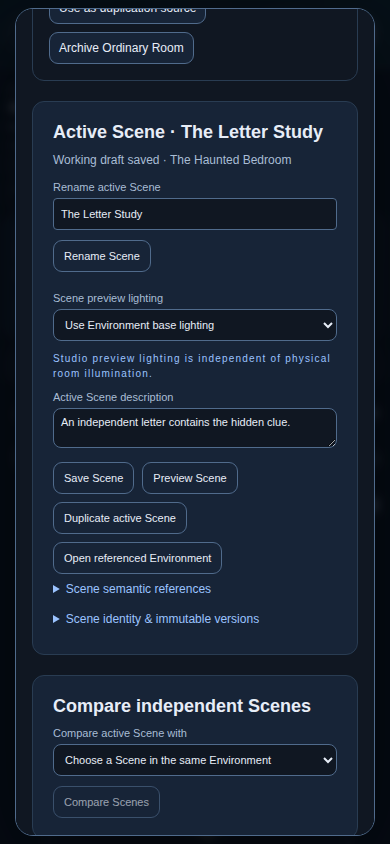 Use as duplication source
Archive Ordinary Room
Active Scene · The Letter Study
Working draft saved · The Haunted Bedroom
Rename active Scene
The Letter Study
Rename Scene
Scene preview lighting
Use Environment base lighting
Studio preview lighting is independent of physical
room illumination.
Active Scene description
An independent letter contains the hidden clue.
Save Scene Preview Scene
Duplicate active Scene
Open referenced Environment
Scene semantic references
Scene identity & immutable versions
Compare independent Scenes
Compare active Scene with
Choose a Scene in the same Environment
Compare Scenes